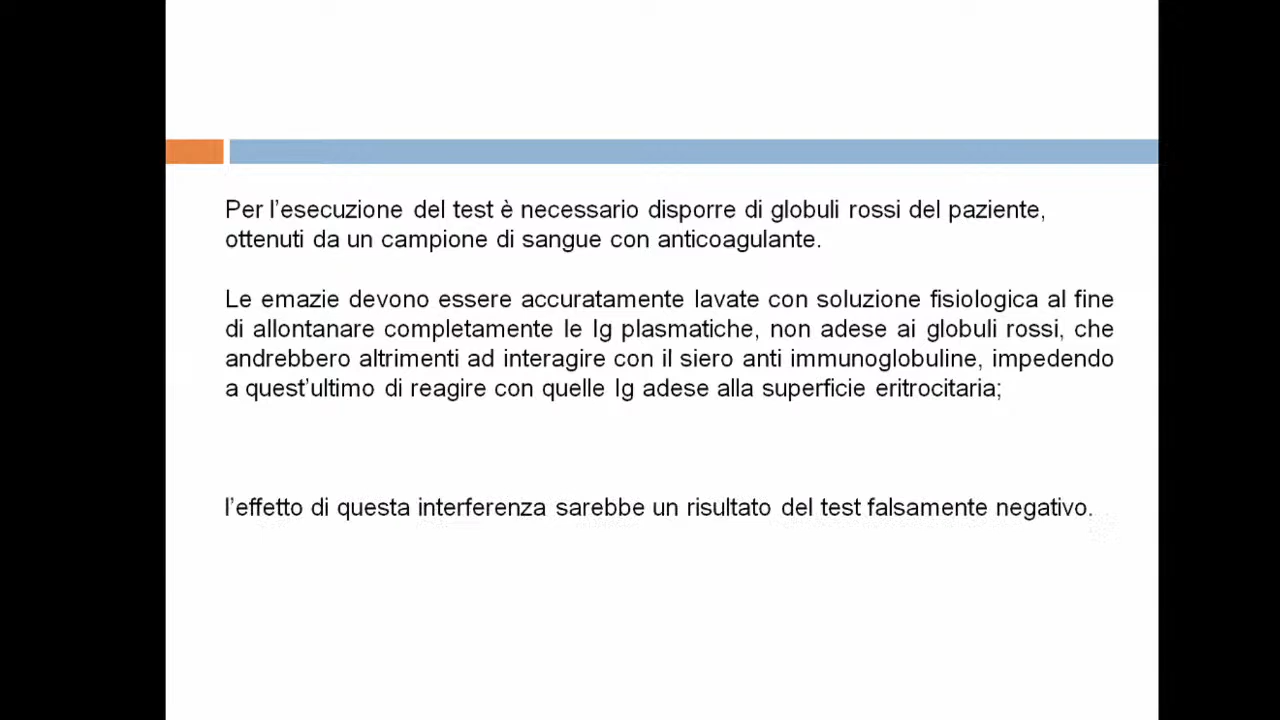 Per l’esecuzione del test è necessario disporre di globuli rossi del paziente,
ottenuti da un campione di sangue con anticoagulante.
Le emazie devono essere accuratamente lavate con soluzione fisiologica al fine
di allontanare completamente le Ig plasmatiche, non adese ai globuli rossi, che
andrebbero altrimenti ad interagire con il siero anti immunoglobuline, impedendo
a quest’ultimo di reagire con quelle Ig adese alla superficie eritrocitaria;
l’effetto di questa interferenza sarebbe un risultato del test falsamente negativo.